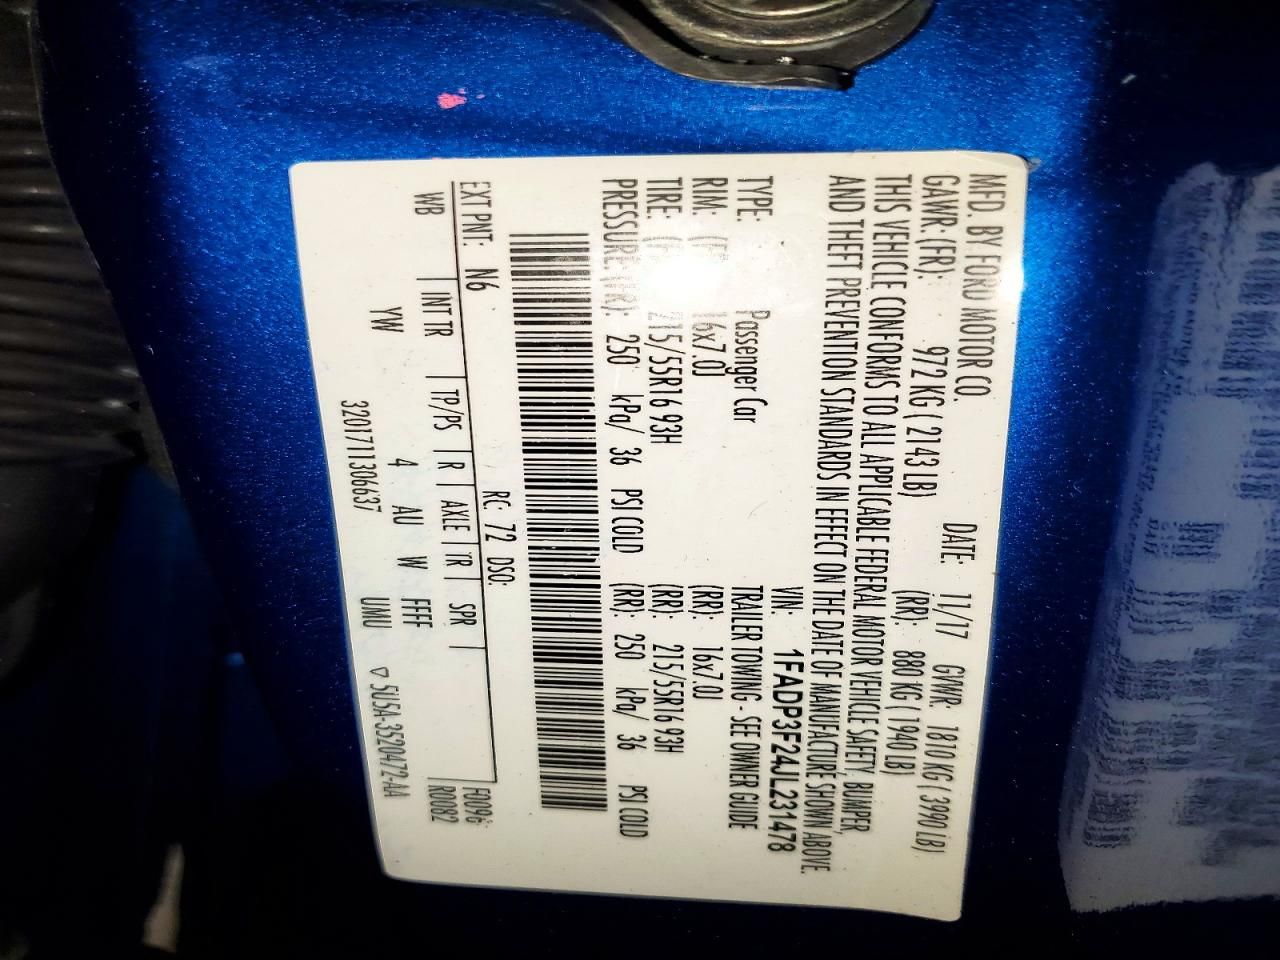 MFD. BY FORD MOTOR CO.
DATE: 11/17 GVWR: 1810 KG ( 3990 LB)
GAWR: (FR): 972 KG ( 2143 LB) (RR): 880 KG ( 1940 LB)
THIS VEHICLE CONFORMS TO ALL APPLICABLE FEDERAL MOTOR VEHICLE SAFETY, BUMPER,
AND THEFT PREVENTION STANDARDS IN EFFECT ON THE DATE OF MANUFACTURE SHOWN ABOVE.
VIN: 1FADP3F24JL231478
TYPE: Passenger Car TRAILER TOWING - SEE OWNER GUIDE
RIM: 16x7.0J (RR): 16x7.0J
TIRE: 215/55R16 93H (RR): 215/55R16 93H
PRESSURE: 250 kPa/ 36 PSI COLD (RR): 250 kPa/ 36 PSI COLD
RC: 72 DSO:
EXT PNT: N6
F0096
R0082
WB INT TR TP/PS R AXLE TR SPR
YW 4 AU W FFFF
UMU ▽ 5U5A-3520472-AA
3201711306637